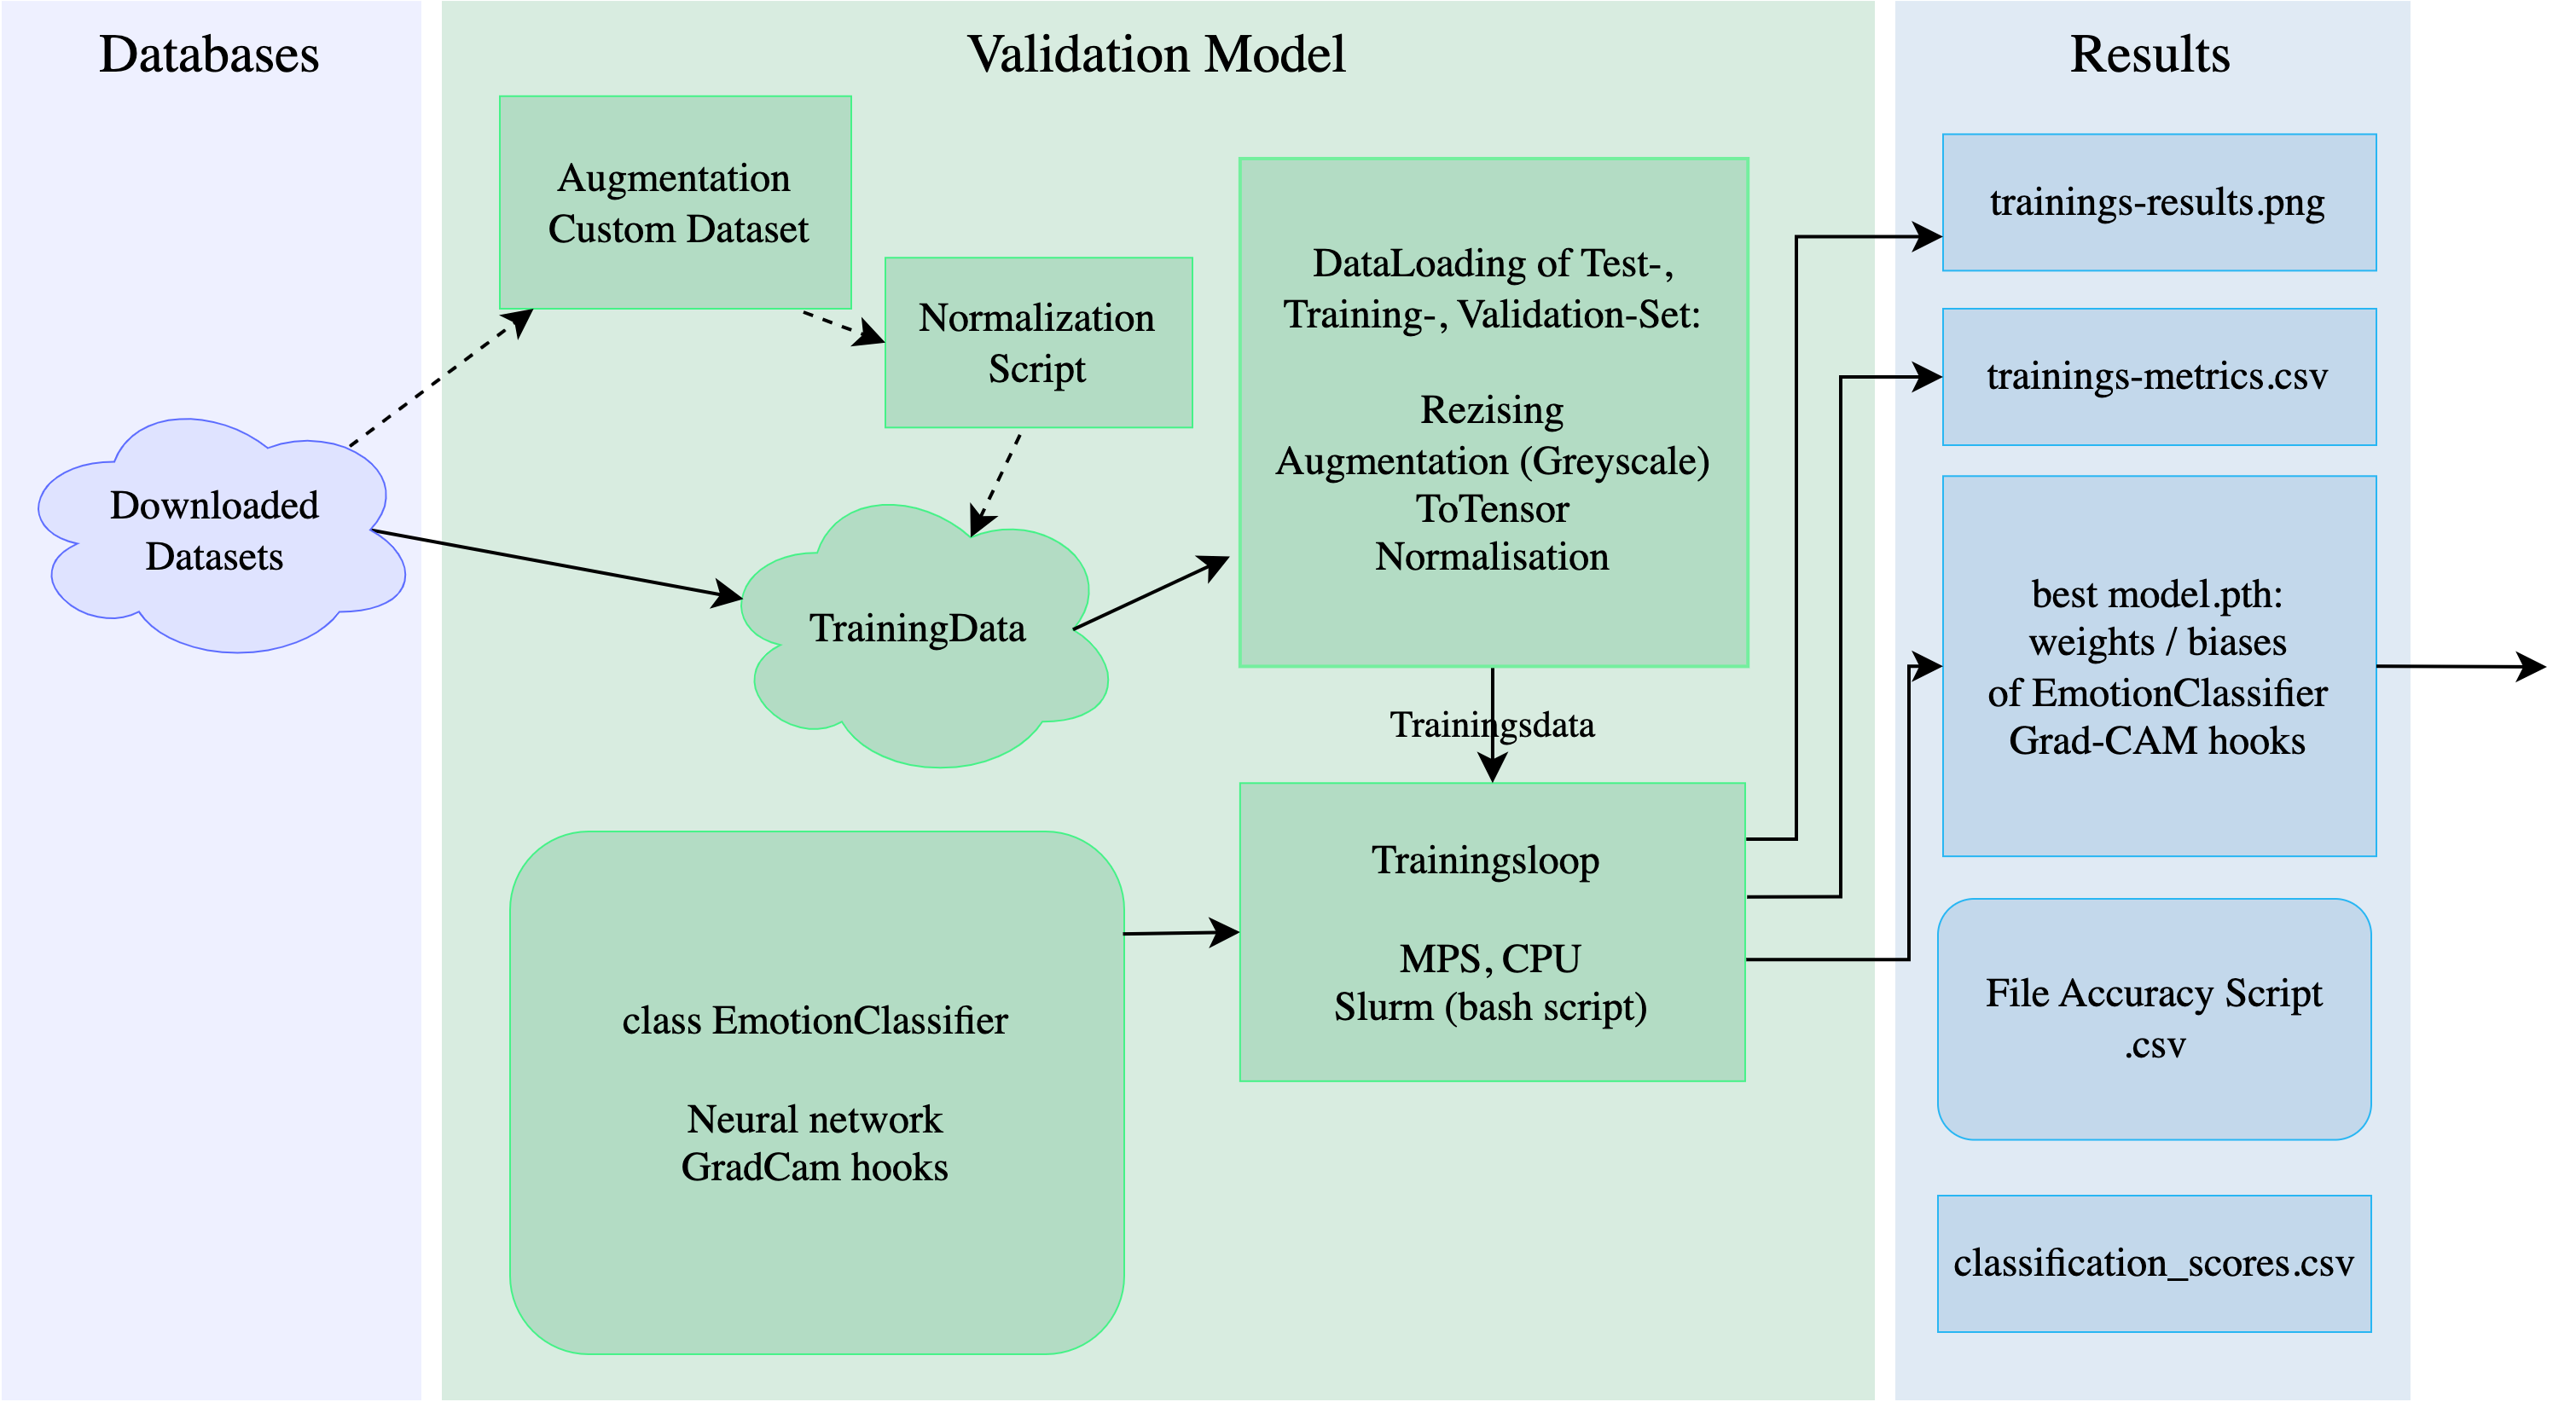 Databases
Validation Model
Results
Downloaded
Datasets
Augmentation
Custom Dataset
Normalization
Script
TrainingData
DataLoading of Test-,
Training-, Validation-Set:
Rezising
Augmentation (Greyscale)
ToTensor
Normalisation
Trainingsdata
class EmotionClassifier
Neural network
GradCam hooks
Trainingsloop
MPS, CPU
Slurm (bash script)
trainings-results.png
trainings-metrics.csv
best model.pth:
weights / biases
of EmotionClassifier
Grad-CAM hooks
File Accuracy Script
.csv
classification_scores.csv